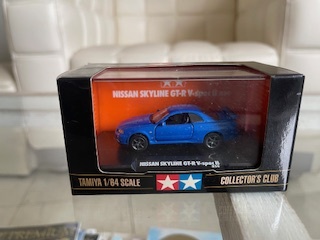 NISSAN SKYLINE GT-R V-spec II
NISSAN SKYLINE GT-R V-spec II
TAMIYA 1/64 SCALE
COLLECTOR'S CLUB